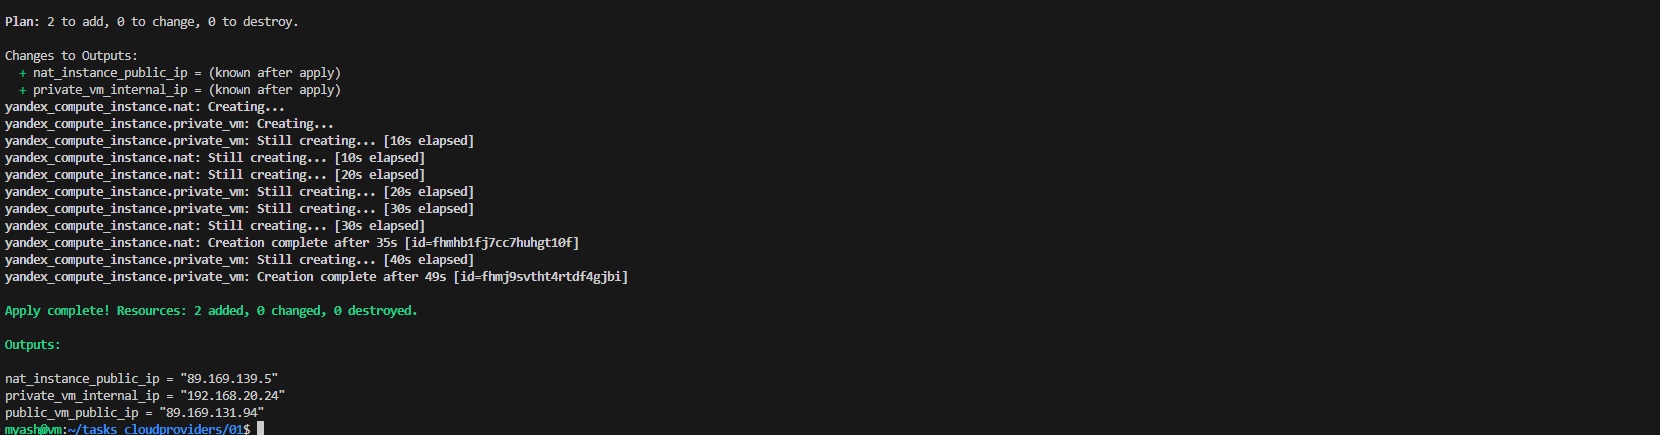 Plan: 2 to add, 0 to change, 0 to destroy.
Changes to Outputs:
+ nat_instance_public_ip = (known after apply)
+ private_vm_internal_ip = (known after apply)
yandex_compute_instance.nat: Creating...
yandex_compute_instance.private_vm: Creating...
yandex_compute_instance.private_vm: Still creating... [10s elapsed]
yandex_compute_instance.nat: Still creating... [10s elapsed]
yandex_compute_instance.nat: Still creating... [20s elapsed]
yandex_compute_instance.private_vm: Still creating... [20s elapsed]
yandex_compute_instance.private_vm: Still creating... [30s elapsed]
yandex_compute_instance.nat: Still creating... [30s elapsed]
yandex_compute_instance.nat: Creation complete after 35s [id=fhmhb1fj7cc7huhgt10f]
yandex_compute_instance.private_vm: Still creating... [40s elapsed]
yandex_compute_instance.private_vm: Creation complete after 49s [id=fhmj9svtht4rtdf4gjbi]
Apply complete! Resources: 2 added, 0 changed, 0 destroyed.
Outputs:
nat_instance_public_ip = "89.169.139.5"
private_vm_internal_ip = "192.168.20.24"
public_vm_public_ip = "89.169.131.94"
myash@vm:~/tasks_cloudproviders/01$